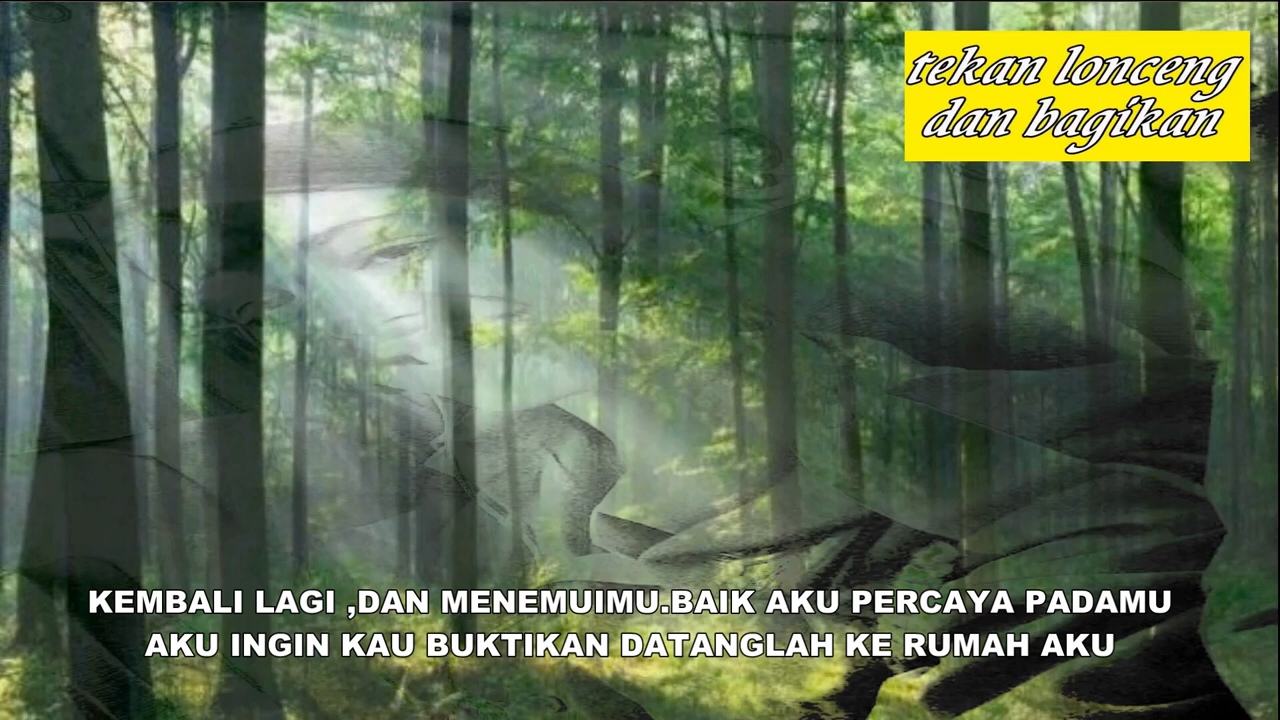 tekan lonceng
dan bagikan
KEMBALI LAGI ,DAN MENEMUIMU.BAIK AKU PERCAYA PADAMU
AKU INGIN KAU BUKTIKAN DATANGLAH KE RUMAH AKU